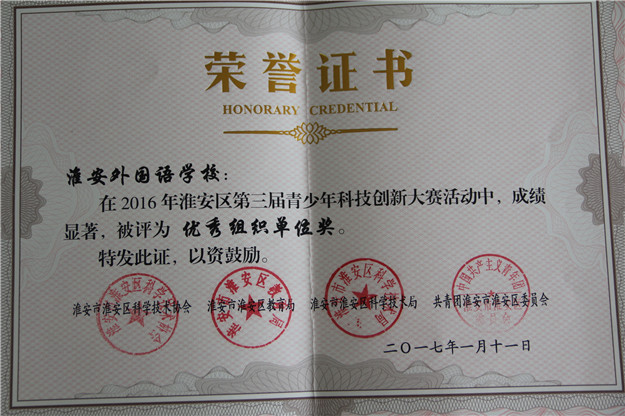 荣誉证书
HONORARY CREDENTIAL
淮安外国语学校:
在2016年淮安区第三届青少年科技创新大赛活动中,成绩
显著,被评为 优秀组织单位奖。
特发此证,以资鼓励。
淮安市淮安区科学技术协会 淮安市淮安区教育局 淮安市淮安区科学技术局 共青团淮安市淮安区委员会
二〇一七年一月十一日